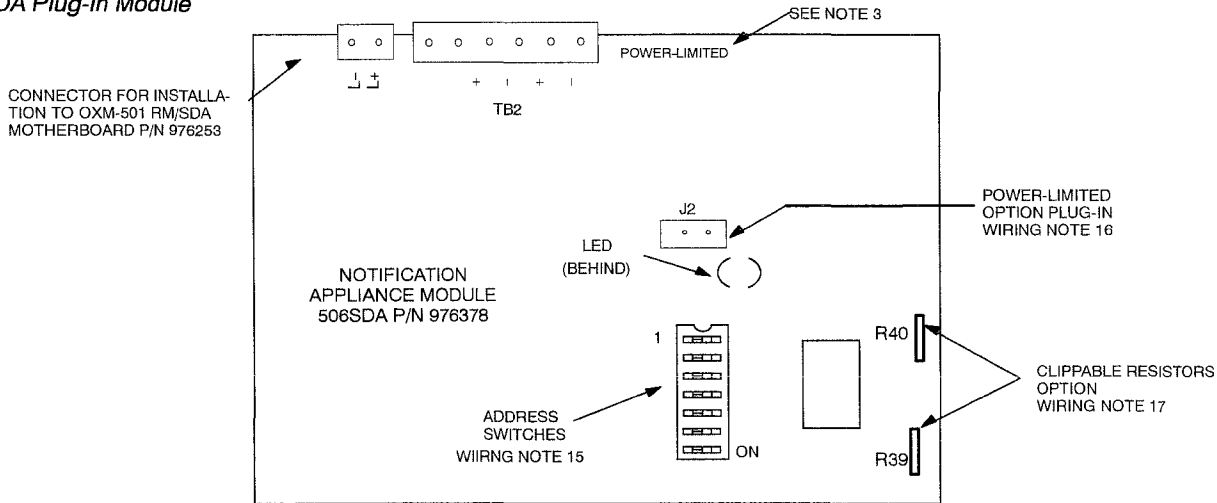 DA Plug-In Module
SEE NOTE 3
POWER-LIMITED
- +
+ - + -
TB2
CONNECTOR FOR INSTALLA-
TION TO OXM-501 RM/SDA
MOTHERBOARD P/N 976253
J2
POWER-LIMITED
OPTION PLUG-IN
WIRING NOTE 16
LED
(BEHIND)
NOTIFICATION
APPLIANCE MODULE
506SDA P/N 976378
1
ON
ADDRESS
SWITCHES
WIIRNG NOTE 15
R40
R39
CLIPPABLE RESISTORS
OPTION
WIRING NOTE 17